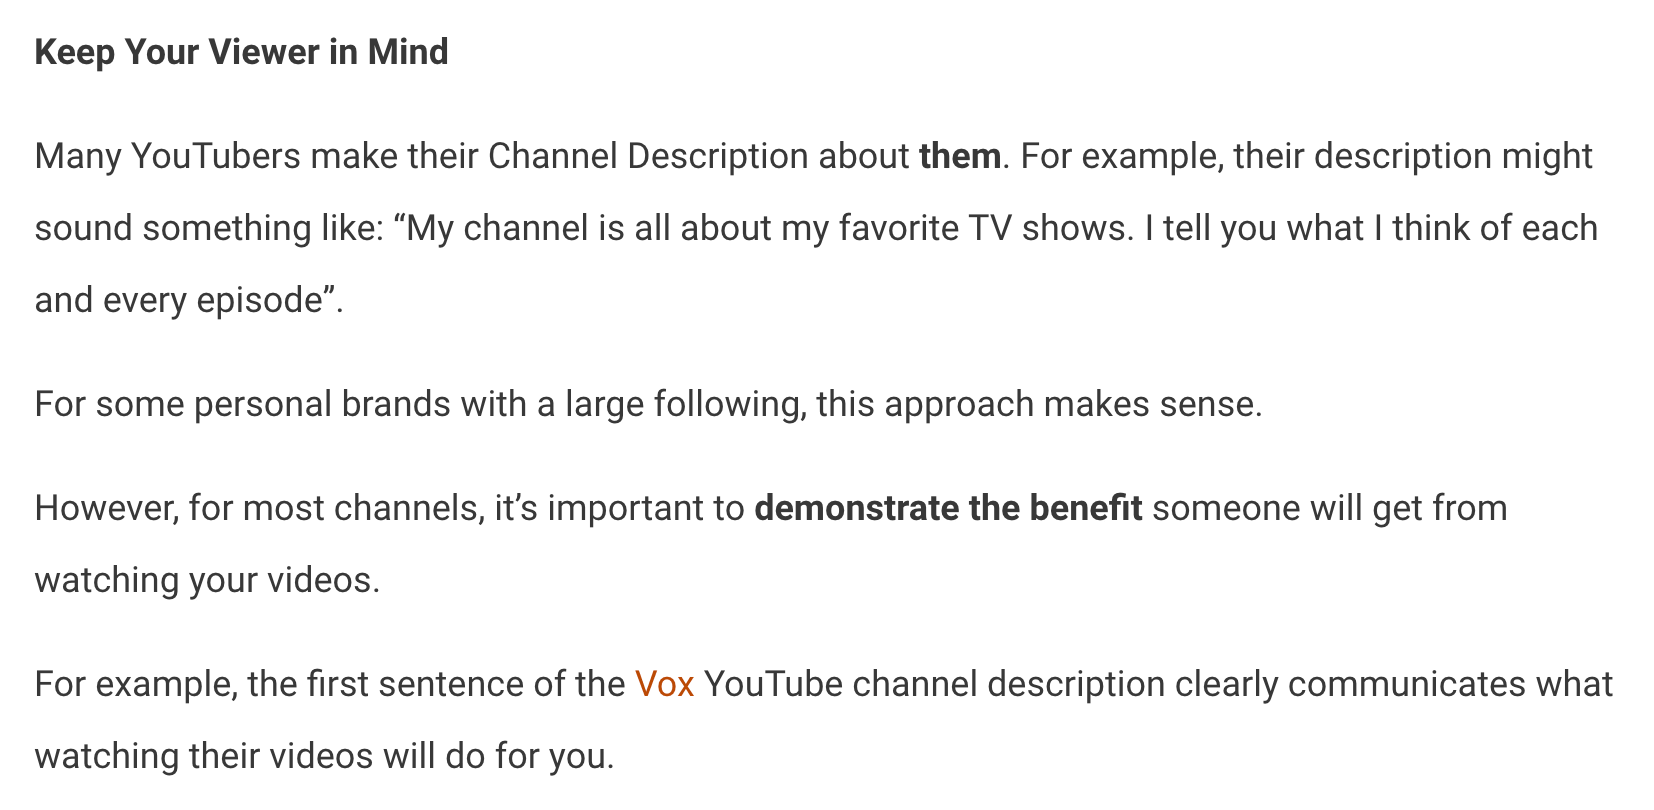 Keep Your Viewer in Mind
Many YouTubers make their Channel Description about them. For example, their description might
sound something like: “My channel is all about my favorite TV shows. I tell you what I think of each
and every episode”.
For some personal brands with a large following, this approach makes sense.
However, for most channels, it’s important to demonstrate the benefit someone will get from
watching your videos.
For example, the first sentence of the Vox YouTube channel description clearly communicates what
watching their videos will do for you.